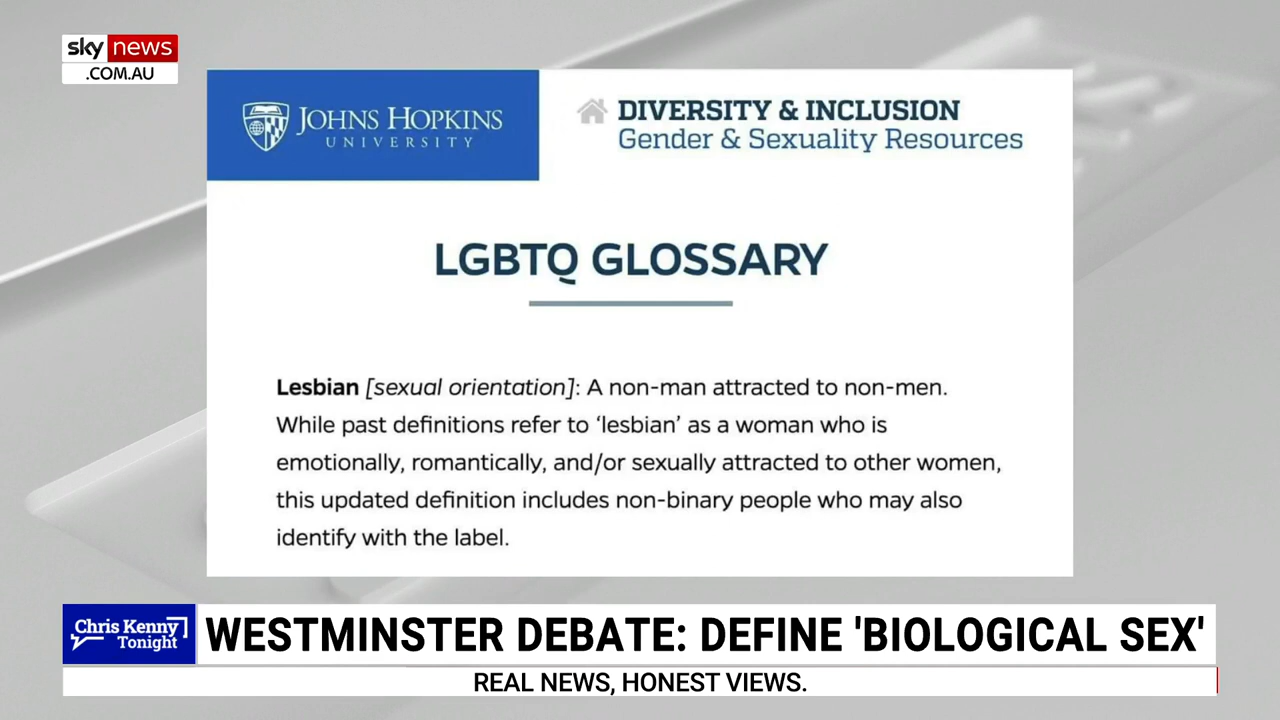 sky news
.COM.AU
JOHNS HOPKINS
UNIVERSITY
DIVERSITY & INCLUSION
Gender & Sexuality Resources
LGBTQ GLOSSARY
Lesbian [sexual orientation]: A non-man attracted to non-men.
While past definitions refer to ‘lesbian’ as a woman who is
emotionally, romantically, and/or sexually attracted to other women,
this updated definition includes non-binary people who may also
identify with the label.
Chris Kenny
Tonight
WESTMINSTER DEBATE: DEFINE 'BIOLOGICAL SEX'
REAL NEWS, HONEST VIEWS.